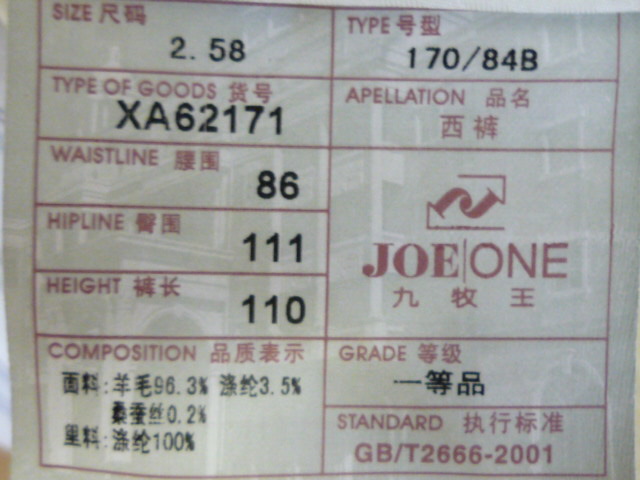 SIZE 尺码
2.58
TYPE 号型
170/84B
TYPE OF GOODS 货号
XA62171
APELLATION 品名
西裤
WAISTLINE 腰围
86
HIPLINE 臀围
111
HEIGHT 裤长
110
JOE|ONE
九牧王
COMPOSITION 品质表示
面料:羊毛96.3% 涤纶3.5%
桑蚕丝0.2%
里料:涤纶100%
GRADE 等级
一等品
STANDARD 执行标准
GB/T2666-2001